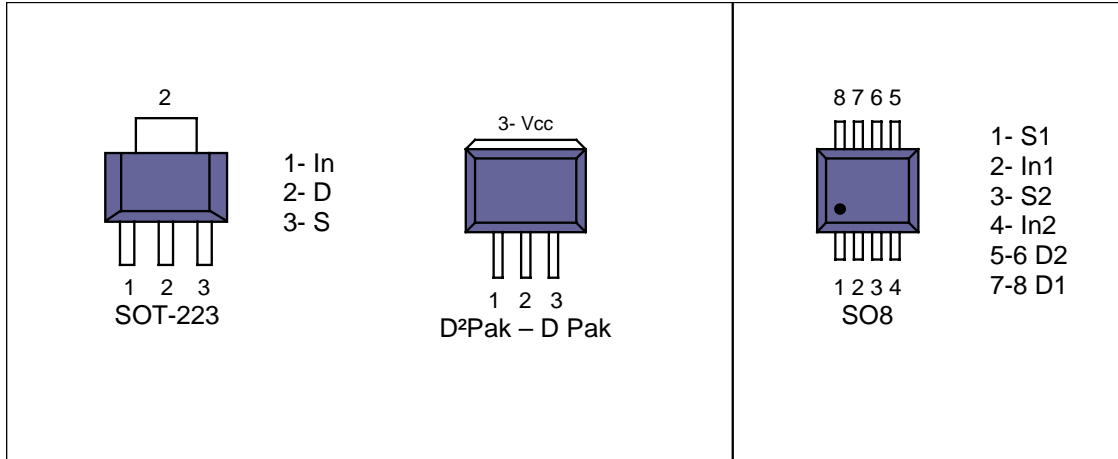 2
1- In
2- D
3- S
1 2 3
SOT-223
3- Vcc
1 2 3
D²Pak – D Pak
8 7 6 5
1- S1
2- In1
3- S2
4- In2
5-6 D2
7-8 D1
1 2 3 4
SO8